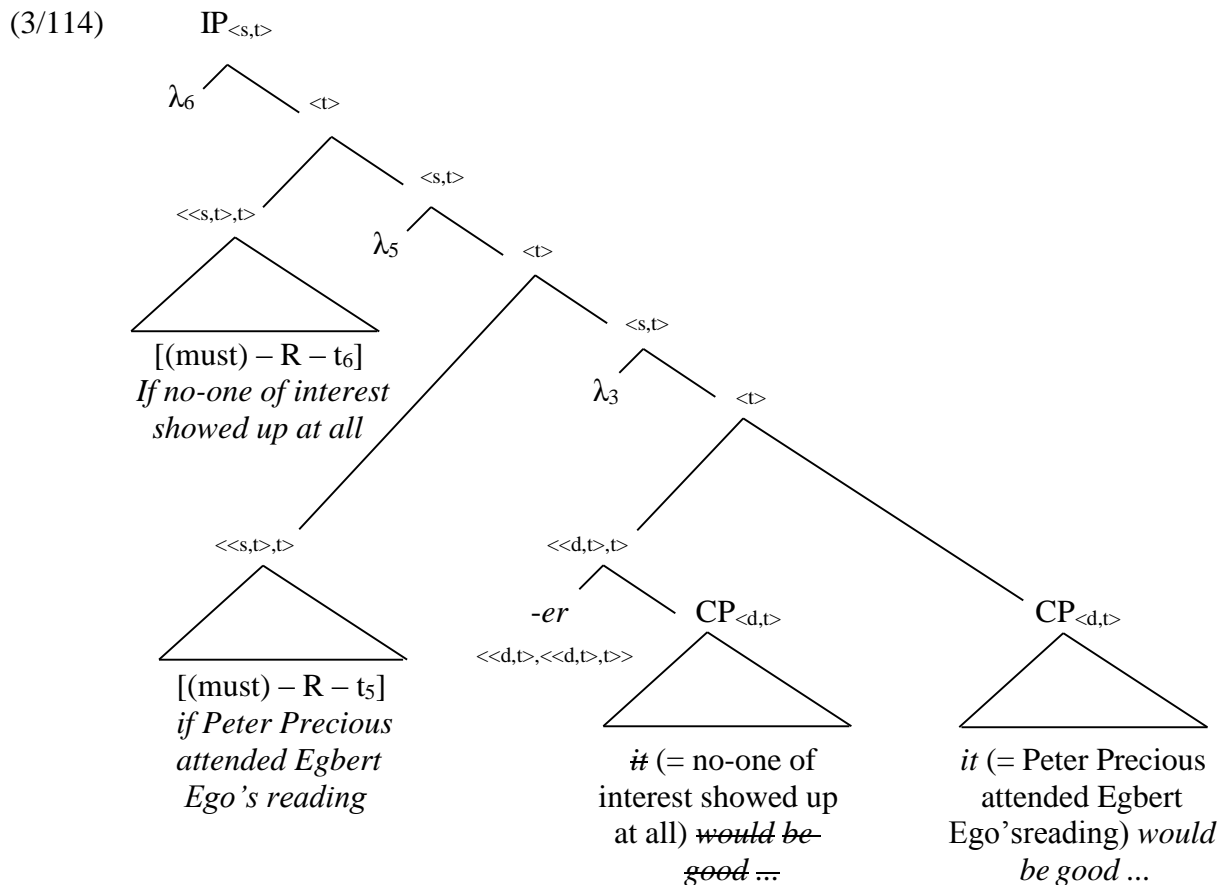 (3/114) IP<s,t>
λ6 <t>
<s,t>
<<s,t>,t>
λ5 <t>
<s,t>
[(must) – R – t6]
If no-one of interest
showed up at all
λ3 <t>
<<s,t>,t> <<d,t>,t>
-er CP<d,t> CP<d,t>
<<d,t>,<<d,t>,t>>
[(must) – R – t5]
if Peter Precious
attended Egbert
Ego’s reading
it (= no-one of
interest showed up
at all) would be
good ...
it (= Peter Precious
attended Egbert
Ego’sreading) would
be good ...